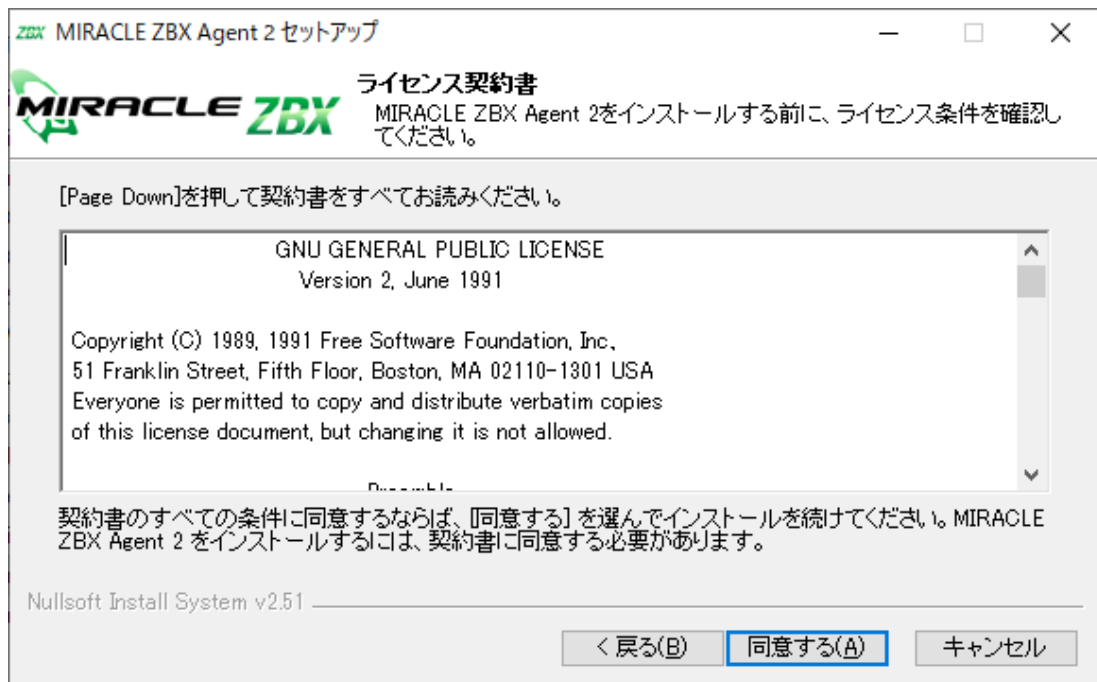 ZBX MIRACLE ZBX Agent 2 セットアップ
MIRACLE ZBX
ライセンス契約書
MIRACLE ZBX Agent 2をインストールする前に、ライセンス条件を確認し
てください。
[Page Down]を押して契約書をすべてお読みください。
GNU GENERAL PUBLIC LICENSE
Version 2, June 1991
Copyright (C) 1989, 1991 Free Software Foundation, Inc.,
51 Franklin Street, Fifth Floor, Boston, MA 02110-1301 USA
Everyone is permitted to copy and distribute verbatim copies
of this license document, but changing it is not allowed.
Preamble
契約書のすべての条件に同意するならば、[同意する] を選んでインストールを続けてください。MIRACLE
ZBX Agent 2 をインストールするには、契約書に同意する必要があります。
Nullsoft Install System v2.51
< 戻る(B)
同意する(A)
キャンセル